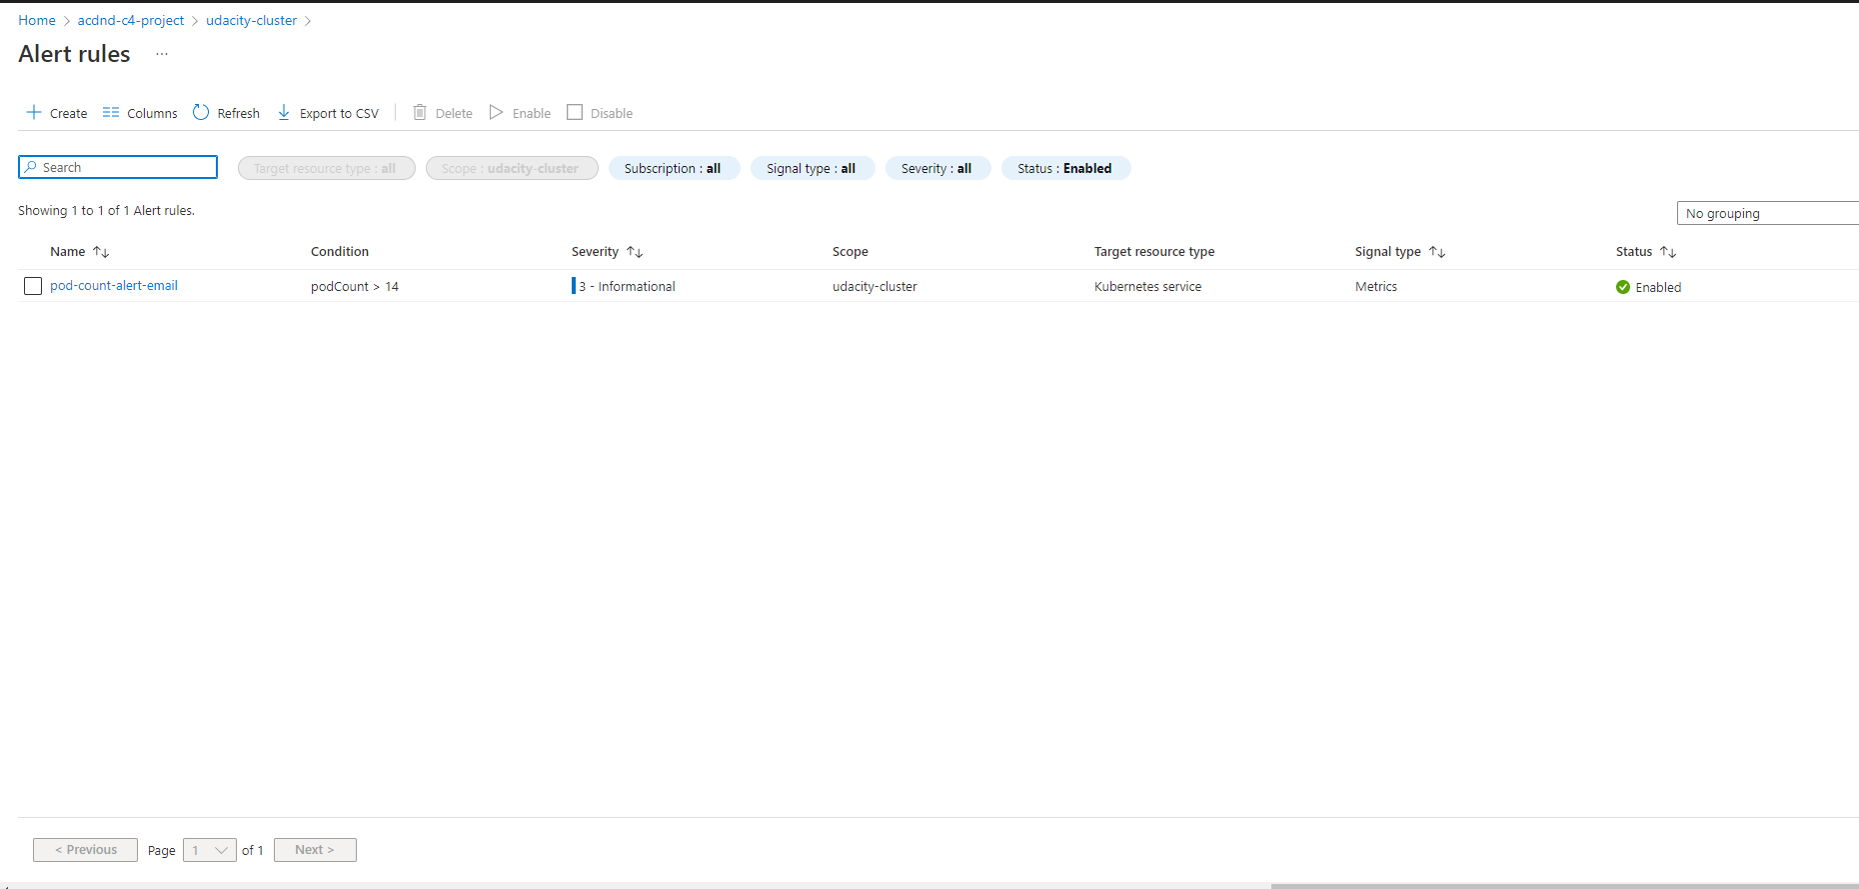 Home > acdnd-c4-project > udacity-cluster >
Alert rules ...
Create Columns Refresh Export to CSV Delete Enable Disable
Search Target resource type : all Scope : udacity-cluster Subscription : all Signal type : all Severity : all Status : Enabled
Showing 1 to 1 of 1 Alert rules.
No grouping
Name Condition Severity Scope Target resource type Signal type Status
pod-count-alert-email podCount > 14 3 - Informational udacity-cluster Kubernetes service Metrics Enabled
< Previous Page 1 of 1 Next >